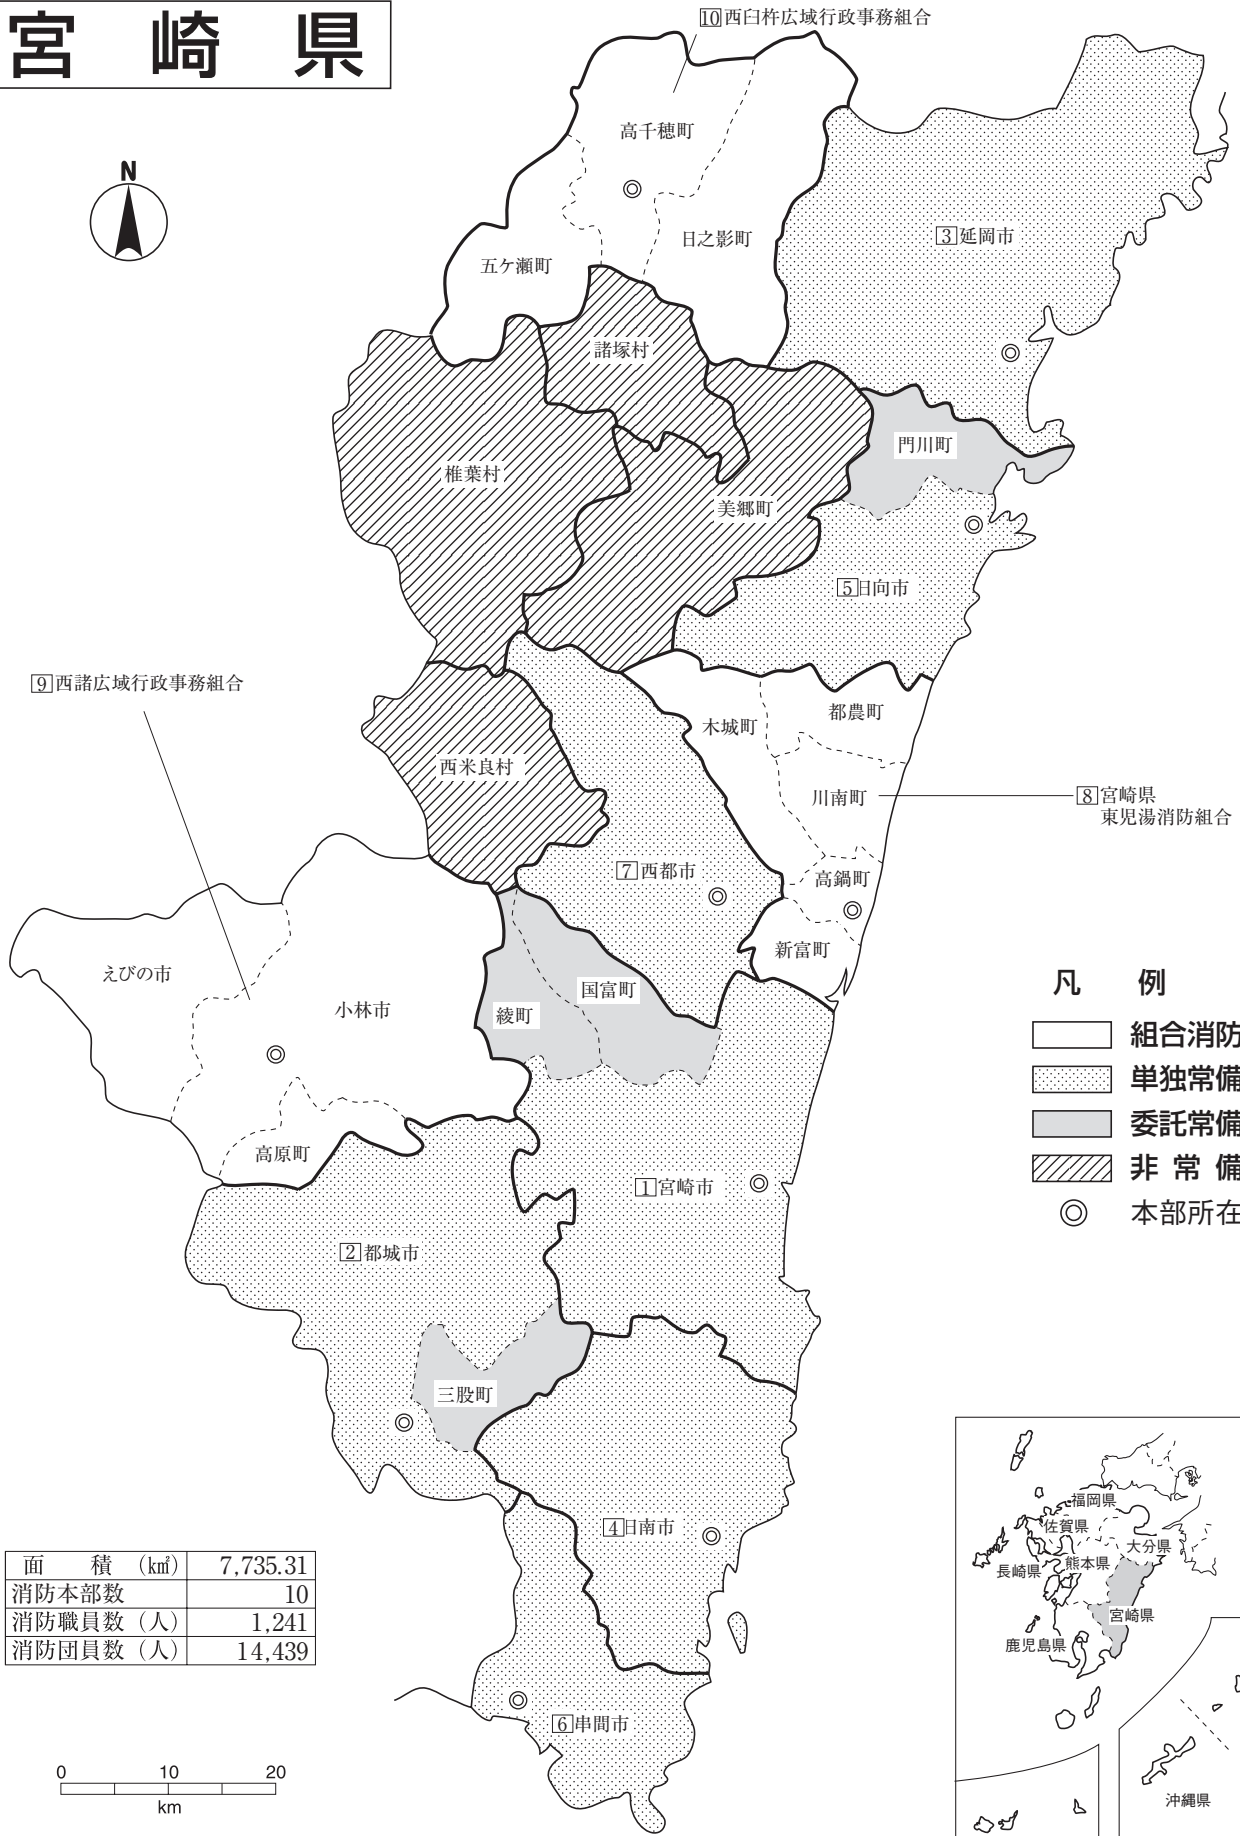 宮崎県
N
10西臼杵広域行政事務組合
高千穂町
日之影町
五ケ瀬町
3延岡市
諸塚村
椎葉村
門川町
美郷町
5日向市
9西諸広域行政事務組合
木城町
都農町
西米良村
川南町
8宮崎県
東児湯消防組合
7西都市
高鍋町
新富町
えびの市
国富町
綾町
小林市
高原町
1宮崎市
2都城市
三股町
4日南市
6串間市
凡例
組合消防
単独常備
委託常備
非常備
本部所在
面積(㎢) 7,735.31
消防本部数 10
消防職員数(人) 1,241
消防団員数(人) 14,439
0 10 20
km
福岡県
佐賀県
大分県
長崎県
熊本県
宮崎県
鹿児島県
沖縄県